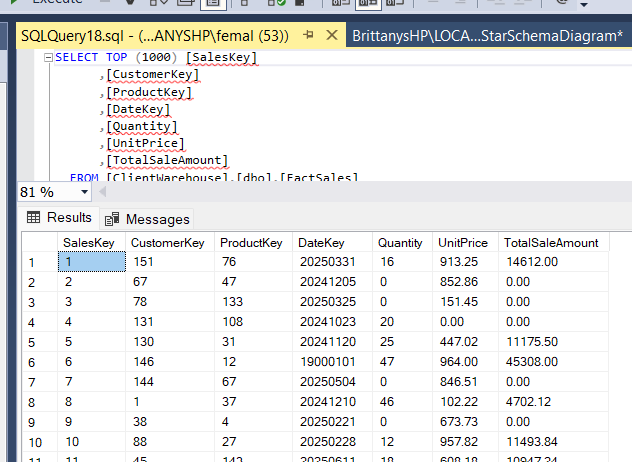 SQLQuery18.sql - (...ANYSHP\femal (53)) BrittanysHP\LOCA...StarSchemaDiagram*
SELECT TOP (1000) [SalesKey]
,[CustomerKey]
,[ProductKey]
,[DateKey]
,[Quantity]
,[UnitPrice]
,[TotalSaleAmount]
FROM [ClientWarehouse].[dbo].[FactSales]
81 %
Results Messages
SalesKey CustomerKey ProductKey DateKey Quantity UnitPrice TotalSaleAmount
1 1 151 76 20250331 16 913.25 14612.00
2 2 67 47 20241205 0 852.86 0.00
3 3 78 133 20250325 0 151.45 0.00
4 4 131 108 20241023 20 0.00 0.00
5 5 130 31 20241120 25 447.02 11175.50
6 6 146 12 19000101 47 964.00 45308.00
7 7 144 67 20250504 0 846.51 0.00
8 8 1 37 20241210 46 102.22 4702.12
9 9 38 4 20250221 0 673.73 0.00
10 10 88 27 20250228 12 957.82 11493.84
11 11 45 142 20250611 18 608.18 10947.24